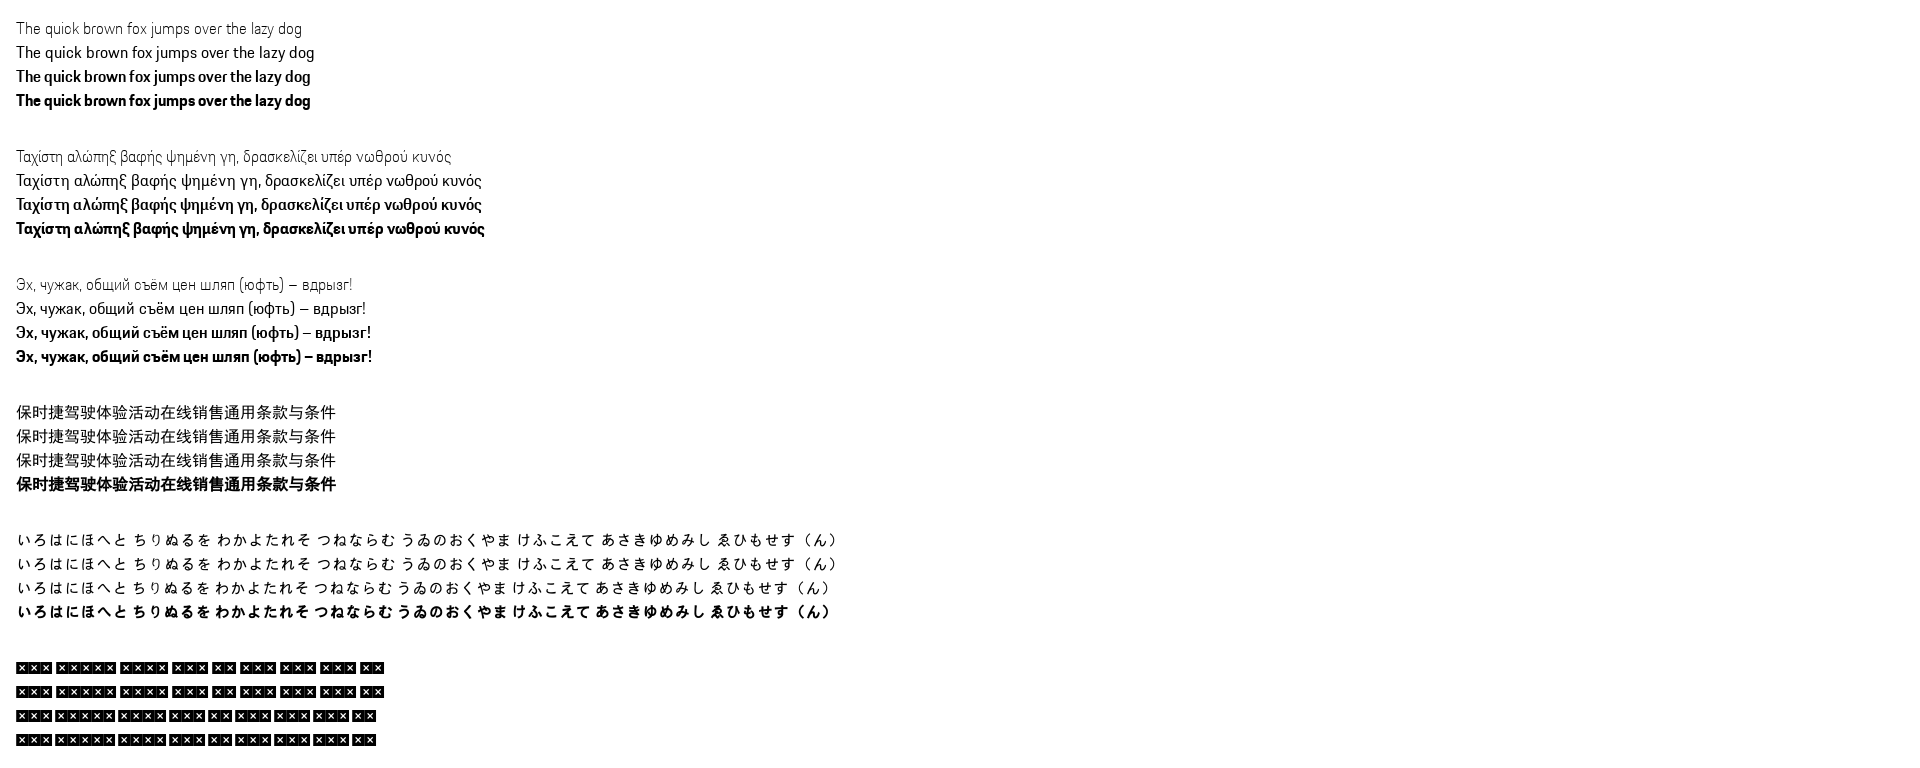 The quick brown fox jumps over the lazy dog
The quick brown fox jumps over the lazy dog
The quick brown fox jumps over the lazy dog
The quick brown fox jumps over the lazy dog
Ταχίστη αλώπηξ βαφής ψημένη γη, δρασκελίζει υπέρ νωθρού κυνός
Ταχίστη αλώπηξ βαφής ψημένη γη, δρασκελίζει υπέρ νωθρού κυνός
Ταχίστη αλώπηξ βαφής ψημένη γη, δρασκελίζει υπέρ νωθρού κυνός
Ταχίστη αλώπηξ βαφής ψημένη γη, δρασκελίζει υπέρ νωθρού κυνός
Эх, чужак, общий съём цен шляп (юфть) – вдрызг!
Эх, чужак, общий съём цен шляп (юфть) – вдрызг!
Эх, чужак, общий съём цен шляп (юфть) – вдрызг!
Эх, чужак, общий съём цен шляп (юфть) – вдрызг!
保时捷驾驶体验活动在线销售通用条款与条件
保时捷驾驶体验活动在线销售通用条款与条件
保时捷驾驶体验活动在线销售通用条款与条件
保时捷驾驶体验活动在线销售通用条款与条件
いろはにほへと ちりぬるを わかよたれそ つねならむ うゐのおくやま けふこえて あさきゆめみし ゑひもせす（ん）
いろはにほへと ちりぬるを わかよたれそ つねならむ うゐのおくやま けふこえて あさきゆめみし ゑひもせす（ん）
いろはにほへと ちりぬるを わかよたれそ つねならむ うゐのおくやま けふこえて あさきゆめみし ゑひもせす（ん）
いろはにほへと ちりぬるを わかよたれそ つねならむ うゐのおくやま けふこえて あさきゆめみし ゑひもせす（ん）